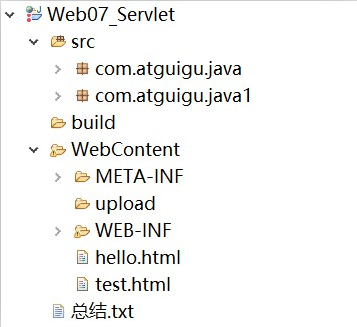 Web07_Servlet
src
com.atguigu.java
com.atguigu.java1
build
WebContent
META-INF
upload
WEB-INF
hello.html
test.html
总结.txt